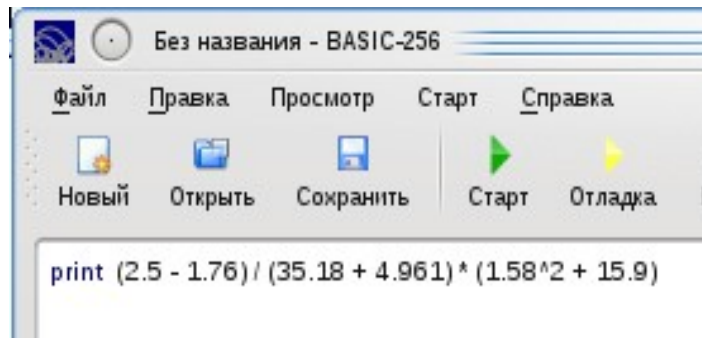 Без названия - BASIC-256
Файл Правка Просмотр Старт Справка
Новый Открыть Сохранить Старт Отладка
print (2.5 - 1.76) / (35.18 + 4.961) * (1.58^2 + 15.9)